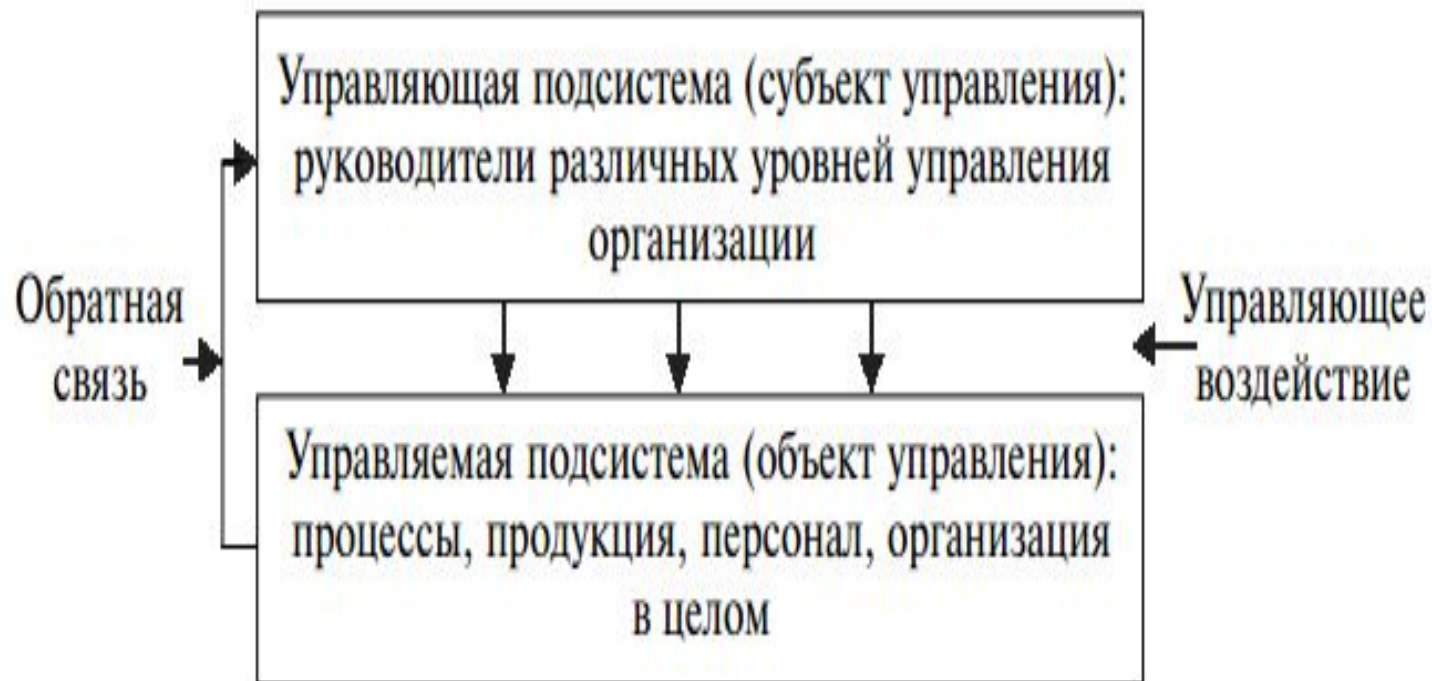 Управляющая подсистема (субъект управления):
руководители различных уровней управления
организации
Обратная
связь
Управляющее
воздействие
Управляемая подсистема (объект управления):
процессы, продукция, персонал, организация
в целом